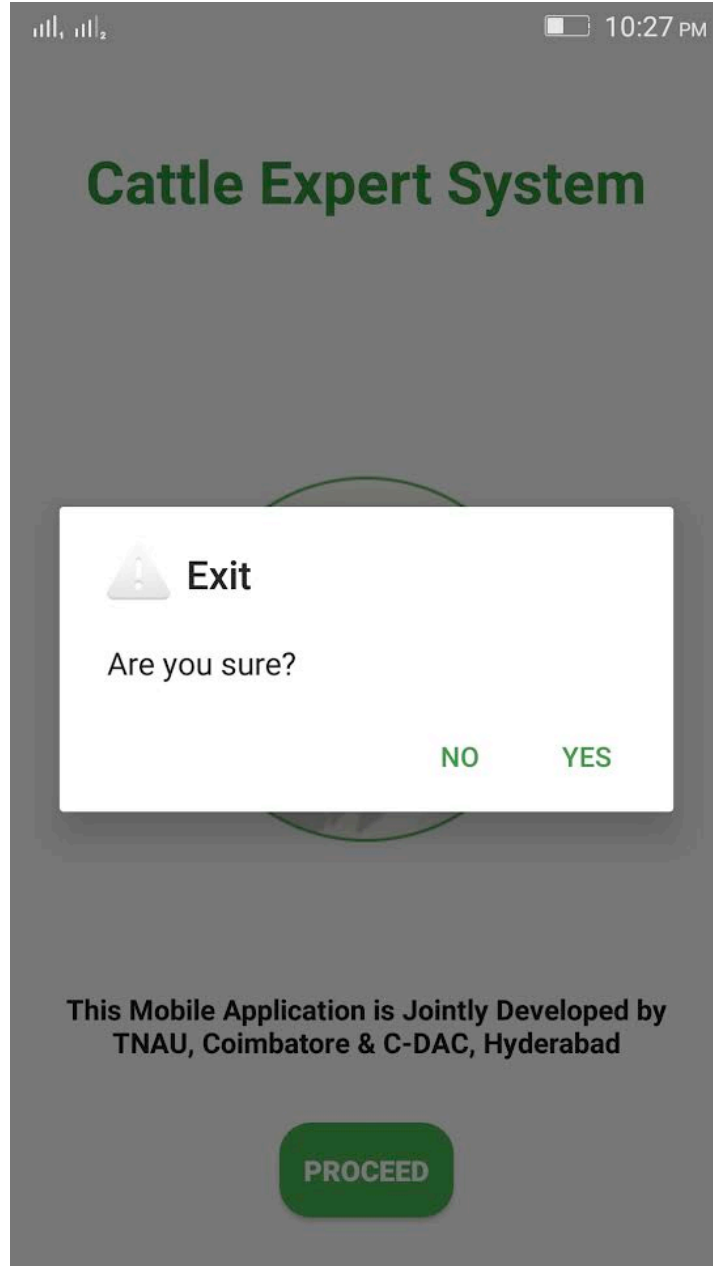 10:27 PM
Cattle Expert System
Exit
Are you sure?
NO YES
This Mobile Application is Jointly Developed by
TNAU, Coimbatore & C-DAC, Hyderabad
PROCEED